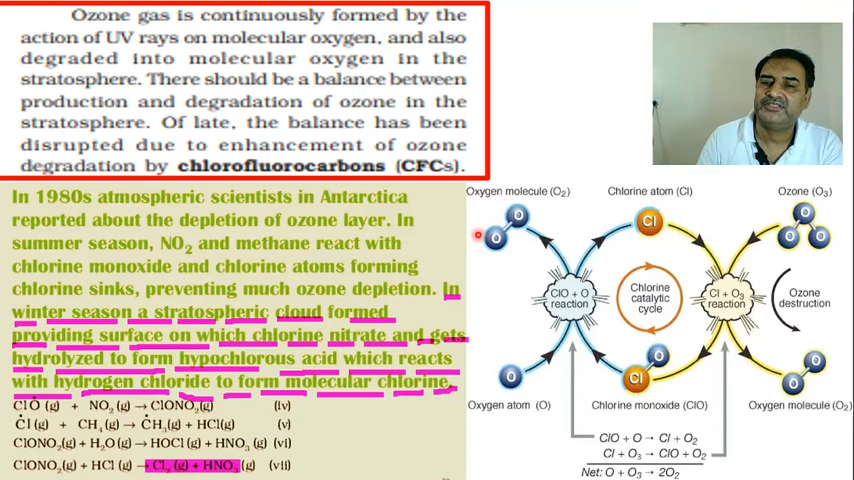 Ozone gas is continuously formed by the
action of UV rays on molecular oxygen, and also
degraded into molecular oxygen in the
stratosphere. There should be a balance between
production and degradation of ozone in the
stratosphere. Of late, the balance has been
disrupted due to enhancement of ozone
degradation by chlorofluorocarbons (CFCs).
In 1980s atmospheric scientists in Antarctica
reported about the depletion of ozone layer. In
summer season, NO₂ and methane react with
chlorine monoxide and chlorine atoms forming
chlorine sinks, preventing much ozone depletion. In
winter season a stratospheric cloud formed
providing surface on which chlorine nitrate and gets
hydrolyzed to form hypochlorous acid which reacts
with hydrogen chloride to form molecular chlorine.
ClȮ (g) + NO₂ (g) → ClONO₂(g) (iv)
Ċl (g) + CH₄ (g) → ĊH₃(g) + HCl(g) (v)
ClONO₂(g) + H₂O(g) → HOCl(g) + HNO₃ (g) (vi)
ClONO₂(g) + HCl (g) → Cl₂ (g) + HNO₃ (g) (vii)
Oxygen molecule (O₂)
Chlorine atom (Cl)
Ozone (O₃)
O
O
Cl
O
O
O
ClO + O
reaction
Chlorine
catalytic
cycle
Cl + O₃
reaction
Ozone
destruction
O
Cl
O
O
O
Oxygen atom (O)
Chlorine monoxide (ClO)
Oxygen molecule (O₂)
ClO + O → Cl + O₂
Cl + O₃ → ClO + O₂
Net: O + O₃ → 2O₂